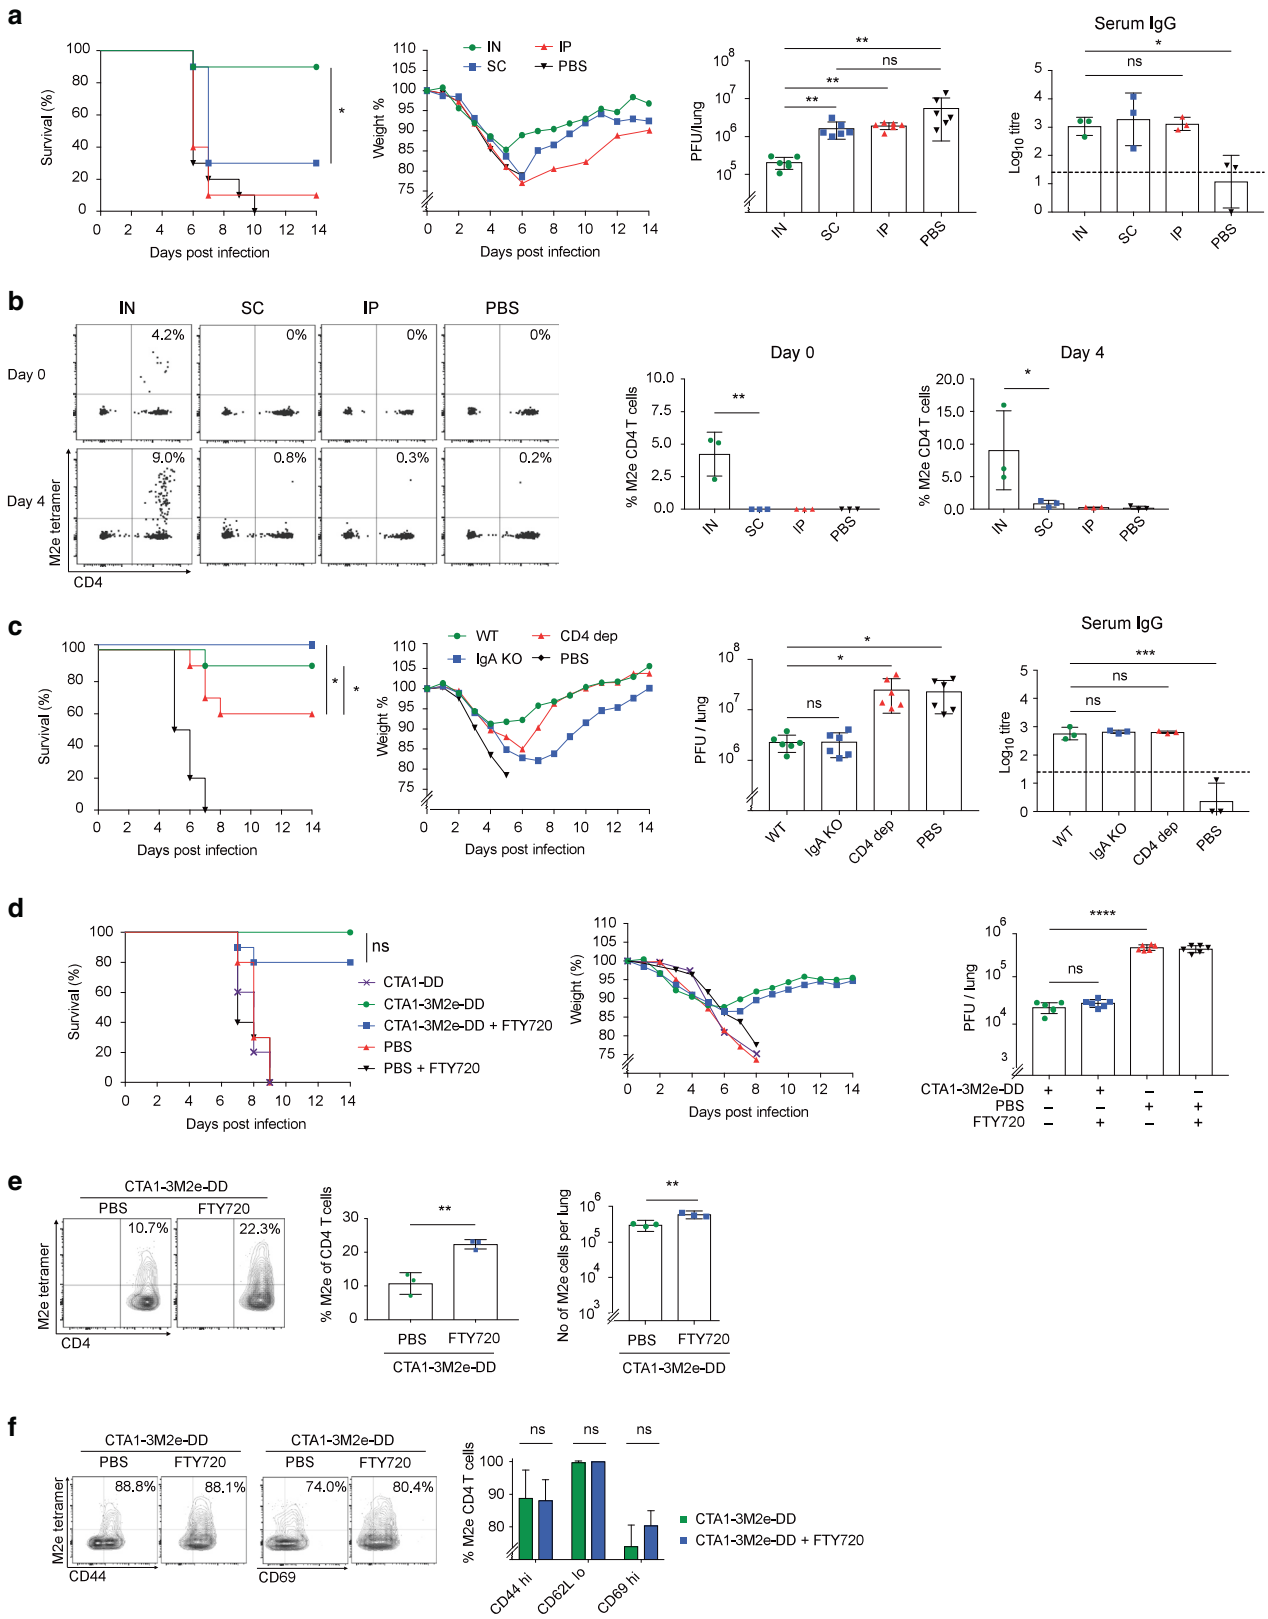 a
Survival (%)
100
80
60
40
20
0
0 2 4 6 8 10 12 14
Days post infection
*
Weight %
100
105
100
95
90
85
80
75
0 2 4 6 8 10 12 14
Days post infection
IN IP
SC PBS
PFU/lung
10^8
10^7
10^6
10^5
** ns
**
**
IN SC IP PBS
Serum IgG
Log10 titre
5
4
3
2
1
0
*
ns
IN SC IP PBS
b
IN SC IP PBS
Day 0
4.2% 0% 0% 0%
Day 4
9.0% 0.8% 0.3% 0.2%
M2e tetramer
CD4
Day 0
% M2e CD4 T cells
10.0
7.5
5.0
2.5
0.0
**
IN SC IP PBS
Day 4
% M2e CD4 T cells
20.0
15.0
10.0
5.0
0.0
*
IN SC IP PBS
c
Survival (%)
100
80
60
40
20
0
0 2 4 6 8 10 12 14
Days post infection
* *
Weight %
110
105
100
95
90
85
80
75
0 2 4 6 8 10 12 14
Days post infection
WT CD4 dep
IgA KO PBS
PFU / lung
10^8
10^7
10^6
*
*
ns
WT IgA KO CD4 dep PBS
Serum IgG
Log10 titre
5
4
3
2
1
0
***
ns
ns
WT IgA KO CD4 dep PBS
d
Survival (%)
100
80
60
40
20
0
0 2 4 6 8 10 12 14
Days post infection
ns
CTA1-DD
CTA1-3M2e-DD
CTA1-3M2e-DD + FTY720
PBS
PBS + FTY720
Weight (%)
110
105
100
95
90
85
80
75
0 2 4 6 8 10 12 14
Days post infection
PFU / lung
10^6
10^5
10^4
3
****
ns
CTA1-3M2e-DD + + – –
PBS – – + +
FTY720 – + – +
e
CTA1-3M2e-DD
PBS FTY720
10.7% 22.3%
M2e tetramer
CD4
% M2e of CD4 T cells
30
20
10
0
**
PBS FTY720
CTA1-3M2e-DD
No of M2e cells per lung
10^6
10^5
10^4
10^3
**
PBS FTY720
CTA1-3M2e-DD
f
CTA1-3M2e-DD CTA1-3M2e-DD
PBS FTY720 PBS FTY720
88.8% 88.1% 74.0% 80.4%
M2e tetramer
CD44 CD69
% M2e CD4 T cells
100
90
80
ns ns ns
CD44 hi CD62L lo CD69 hi
CTA1-3M2e-DD
CTA1-3M2e-DD + FTY720